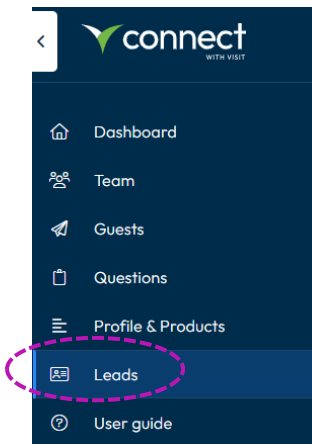 connect
WITH VISIT
Dashboard
Team
Guests
Questions
Profile & Products
Leads
User guide